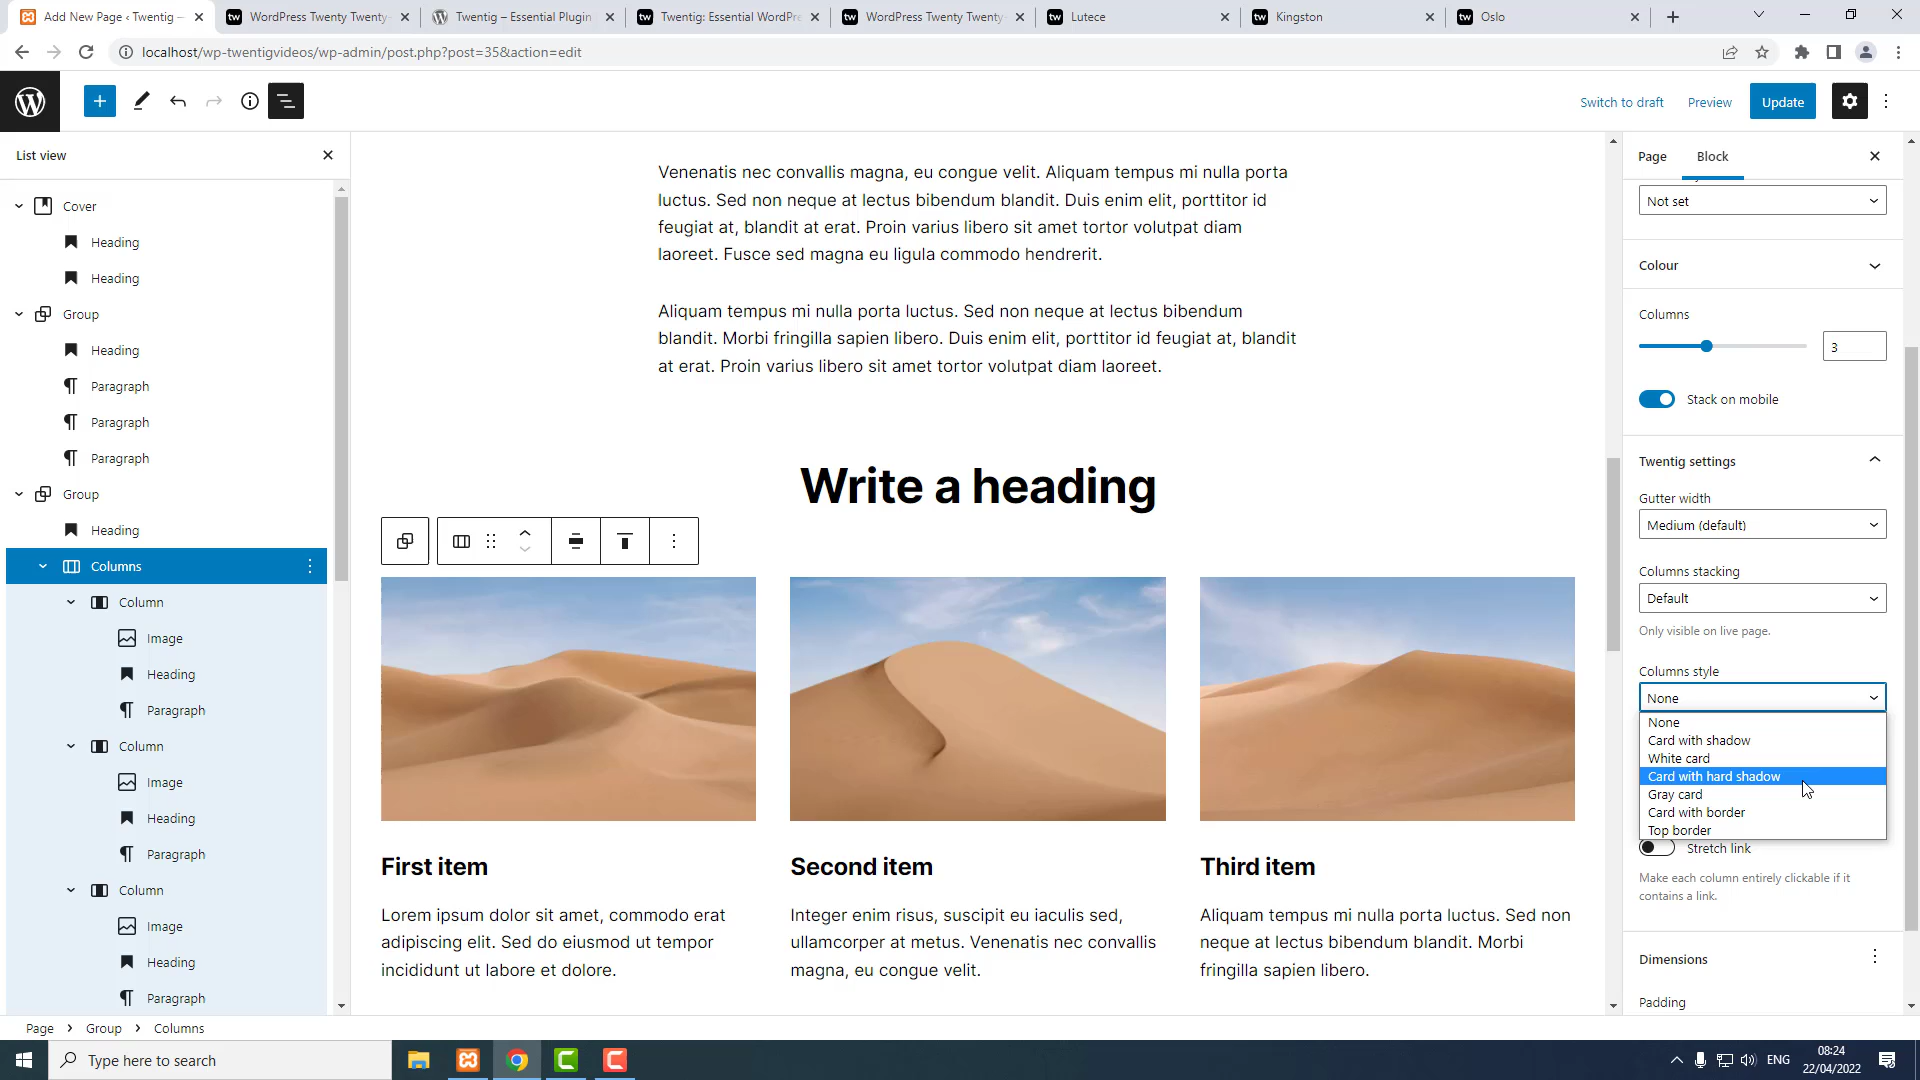 Add New Page ‹ Twentig —
WordPress Twenty Twenty-
Twentig – Essential Plugin
Twentig: Essential WordPre
WordPress Twenty Twenty
Lutece
Kingston
Oslo
localhost/wp-twentigvideos/wp-admin/post.php?post=35&action=edit
Switch to draft
Preview
Update
List view
Cover
Heading
Heading
Group
Heading
Paragraph
Paragraph
Paragraph
Group
Heading
Columns
Column
Image
Heading
Paragraph
Column
Image
Heading
Paragraph
Column
Image
Heading
Paragraph
Venenatis nec convallis magna, eu congue velit. Aliquam tempus mi nulla porta
luctus. Sed non neque at lectus bibendum blandit. Duis enim elit, porttitor id
feugiat at, blandit at erat. Proin varius libero sit amet tortor volutpat diam
laoreet. Fusce sed magna eu ligula commodo hendrerit.
Aliquam tempus mi nulla porta luctus. Sed non neque at lectus bibendum
blandit. Morbi fringilla sapien libero. Duis enim elit, porttitor id feugiat at, blandit
at erat. Proin varius libero sit amet tortor volutpat diam laoreet.
Write a heading
First item
Lorem ipsum dolor sit amet, commodo erat
adipiscing elit. Sed do eiusmod ut tempor
incididunt ut labore et dolore.
Second item
Integer enim risus, suscipit eu iaculis sed,
ullamcorper at metus. Venenatis nec convallis
magna, eu congue velit.
Third item
Aliquam tempus mi nulla porta luctus. Sed non
neque at lectus bibendum blandit. Morbi
fringilla sapien libero.
Page
Block
Not set
Colour
Columns
3
Stack on mobile
Twentig settings
Gutter width
Medium (default)
Columns stacking
Default
Only visible on live page.
Columns style
None
None
Card with shadow
White card
Card with hard shadow
Gray card
Card with border
Top border
Stretch link
Make each column entirely clickable if it
contains a link.
Dimensions
Padding
Page
Group
Columns
Type here to search
ENG
08:24
22/04/2022